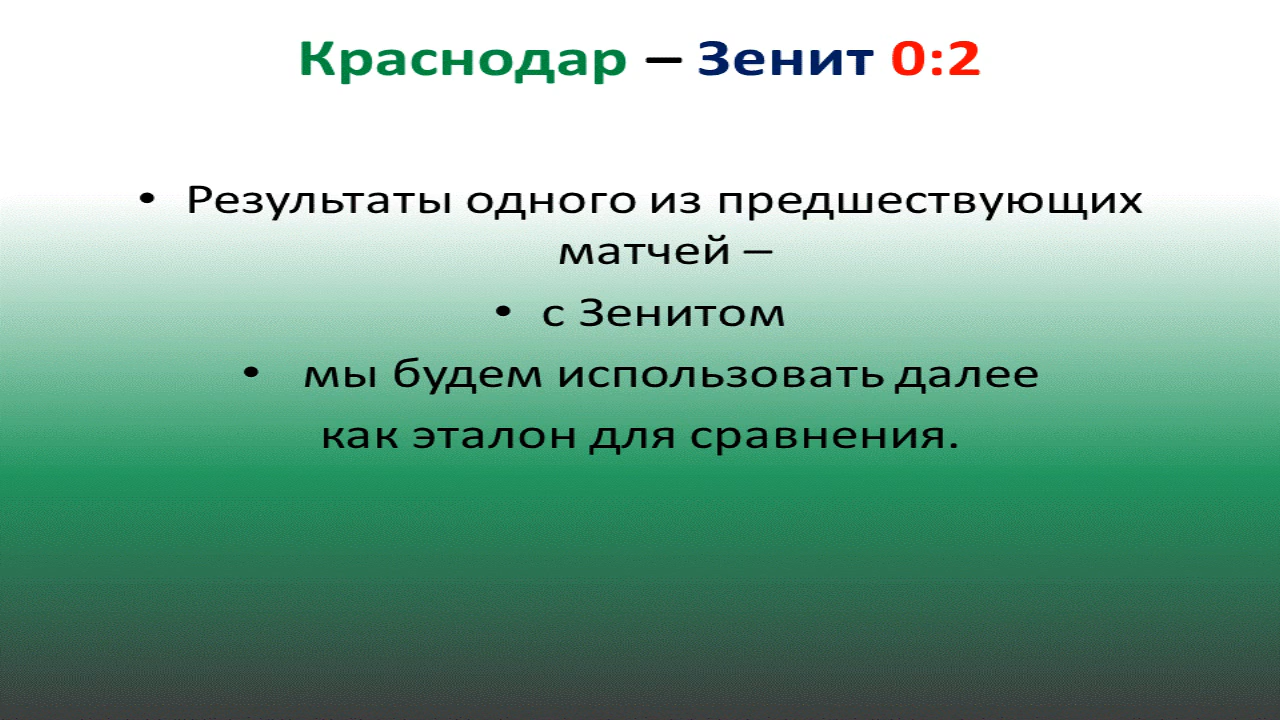 Краснодар – Зенит 0:2
• Результаты одного из предшествующих
матчей –
• с Зенитом
• мы будем использовать далее
как эталон для сравнения.